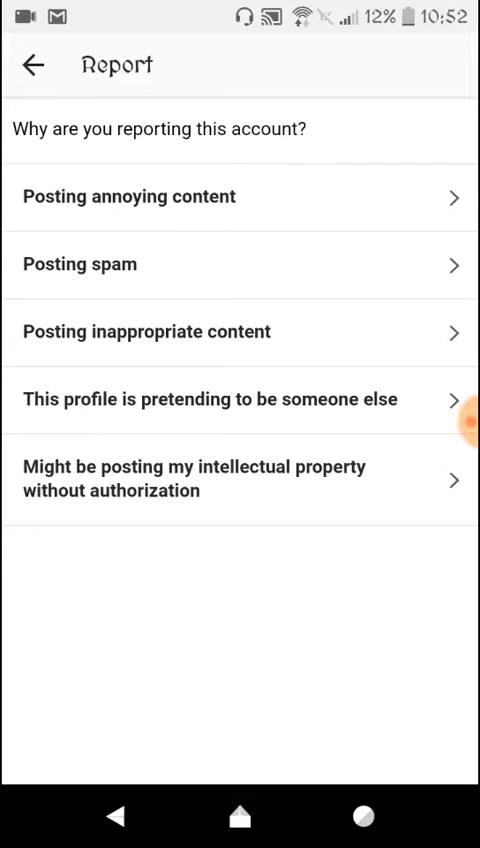 12% 10:52
Report
Why are you reporting this account?
Posting annoying content
Posting spam
Posting inappropriate content
This profile is pretending to be someone else
Might be posting my intellectual property
without authorization